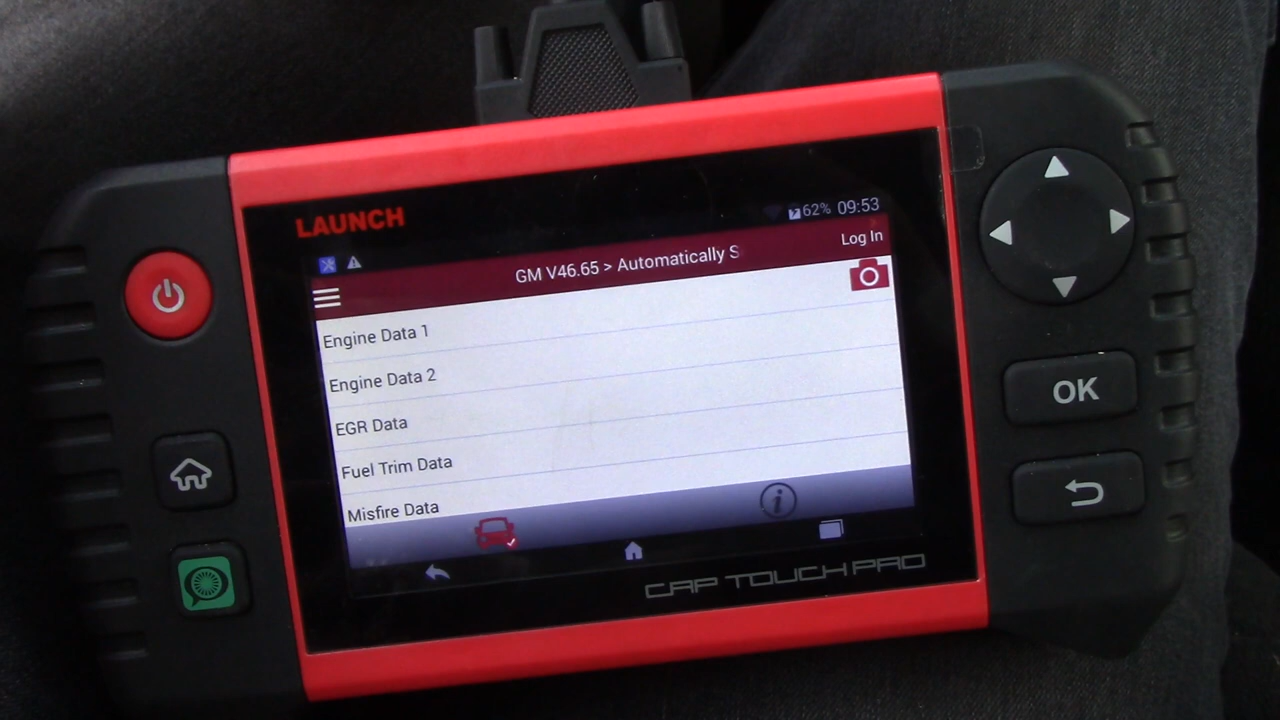 LAUNCH
62% 09:53
GM V46.65 > Automatically S
Log In
Engine Data 1
Engine Data 2
EGR Data
Fuel Trim Data
Misfire Data
OK
CRP TOUCH PRO